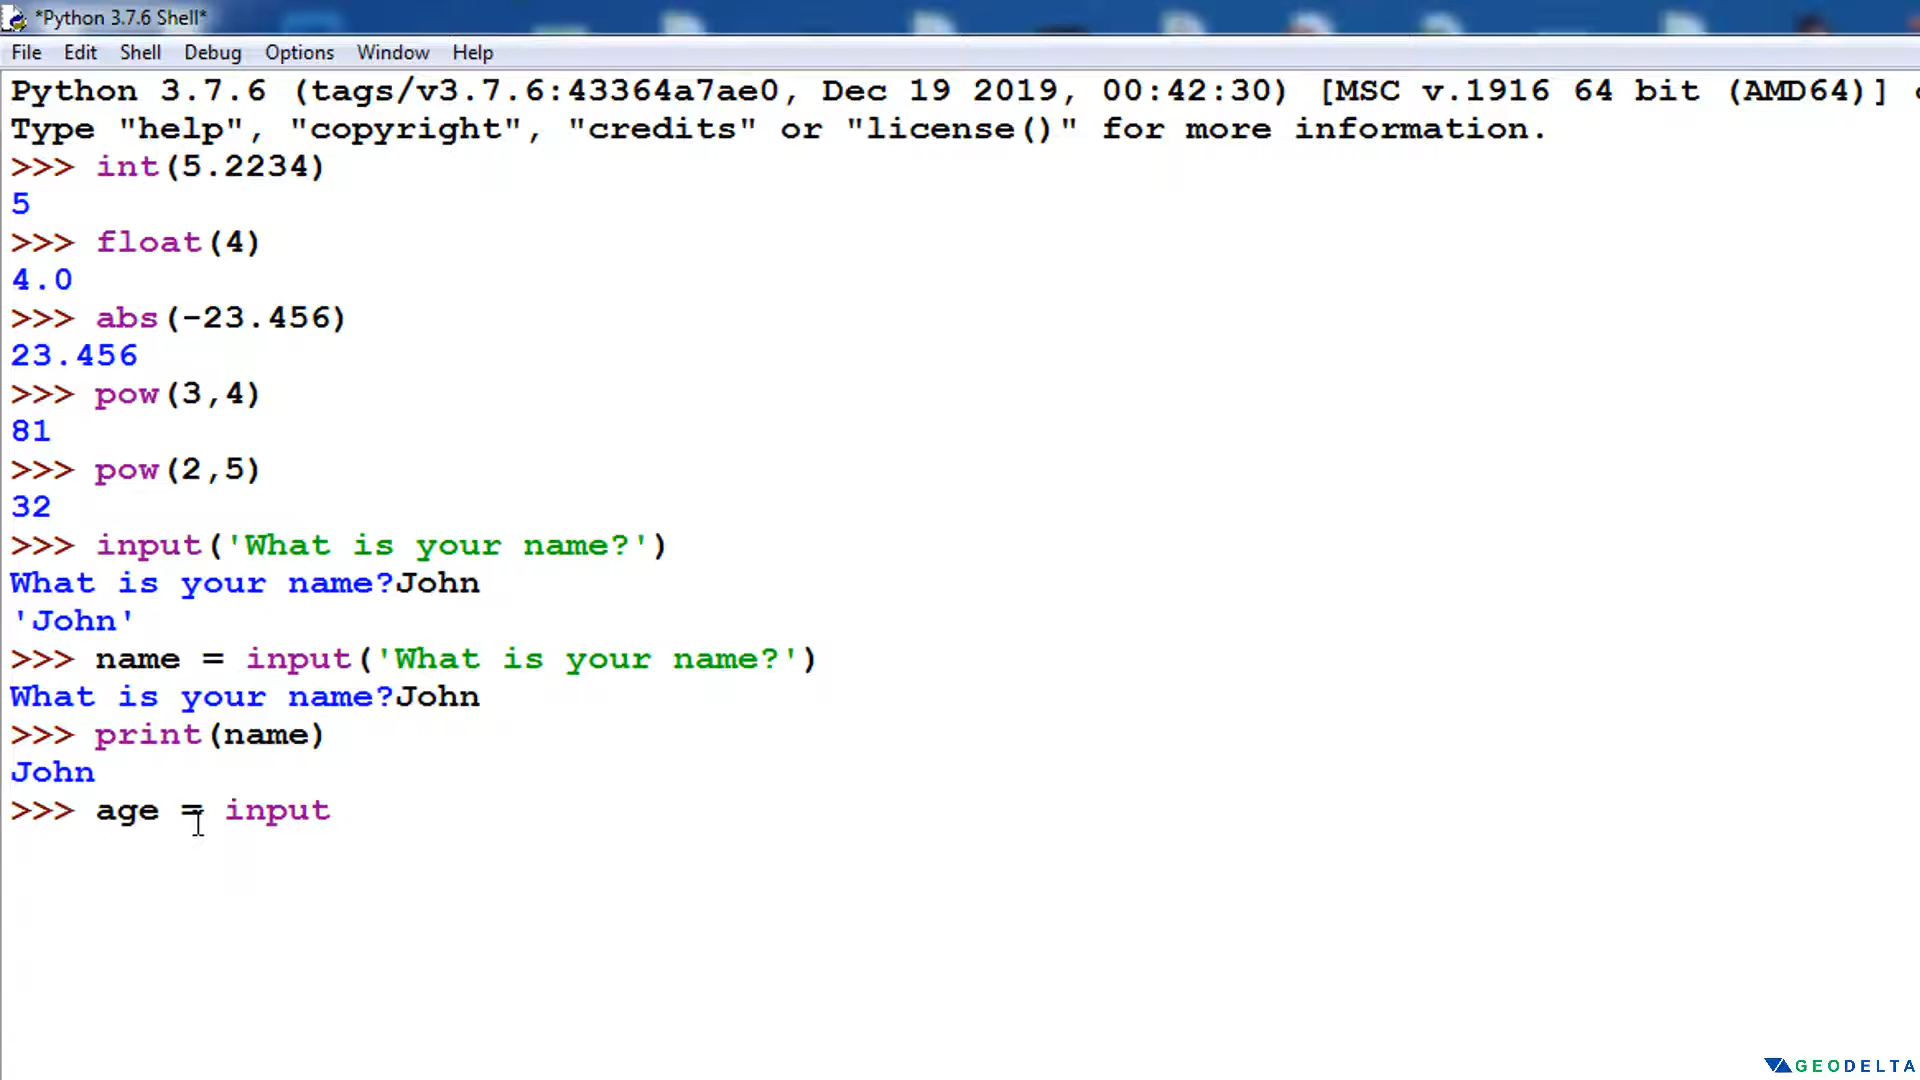 *Python 3.7.6 Shell*
File Edit Shell Debug Options Window Help
Python 3.7.6 (tags/v3.7.6:43364a7ae0, Dec 19 2019, 00:42:30) [MSC v.1916 64 bit (AMD64)]
Type "help", "copyright", "credits" or "license()" for more information.
>>> int(5.2234)
5
>>> float(4)
4.0
>>> abs(-23.456)
23.456
>>> pow(3,4)
81
>>> pow(2,5)
32
>>> input('What is your name?')
What is your name?John
'John'
>>> name = input('What is your name?')
What is your name?John
>>> print(name)
John
>>> age = input
GEODELTA